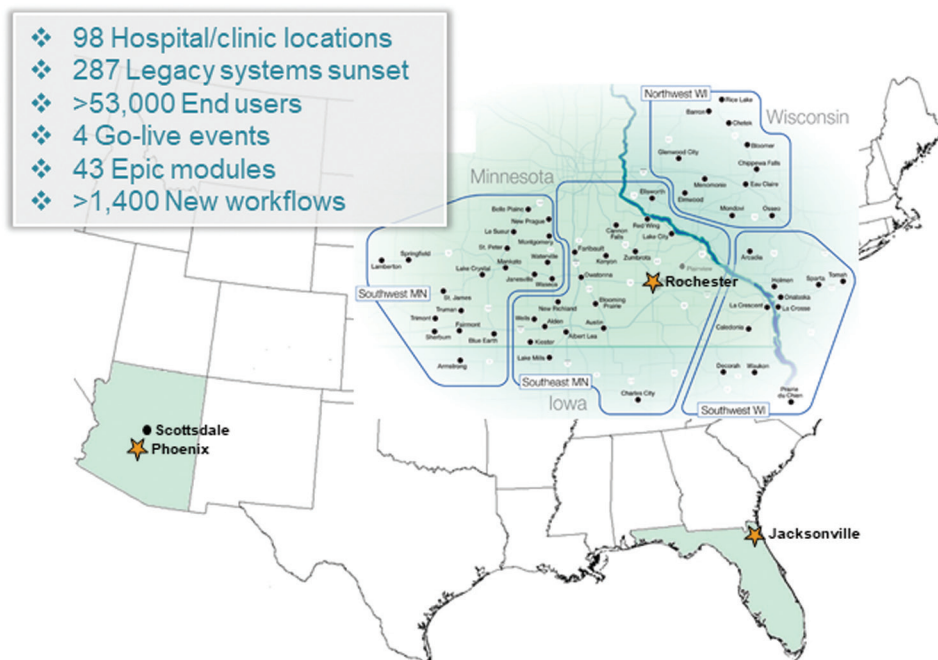 ❖ 98 Hospital/clinic locations
❖ 287 Legacy systems sunset
❖ >53,000 End users
❖ 4 Go-live events
❖ 43 Epic modules
❖ >1,400 New workflows
Northwest WI
Rice Lake
Barron
Chetek
Wisconsin
Glenwood City
Bloomer
Chippewa Falls
Menomonie
Eau Claire
Elmwood
Mondovi
Osseo
Minnesota
Ellsworth
Belle Plaine
New Prague
Le Sueur
Montgomery
St. Peter
Waterville
Mankato
Lake Crystal
Janesville
Waseca
Springfield
Lamberton
Southwest MN
St. James
Truman
Trimont
Fairmont
Sherburn
Blue Earth
Armstrong
Cannon Falls
Red Wing
Lake City
Faribault
Kenyon
Zumbrota
Plainview
Owatonna
Rochester
New Richland
Blooming Prairie
Wells
Alden
Austin
Albert Lea
Kiester
Lake Mills
Southeast MN
Charles City
Iowa
Arcadia
Holmen
Sparta
Tomah
Onalaska
La Crescent
La Crosse
Caledonia
Decorah
Waukon
Prairie du Chien
Southwest WI
Scottsdale
Phoenix
Jacksonville